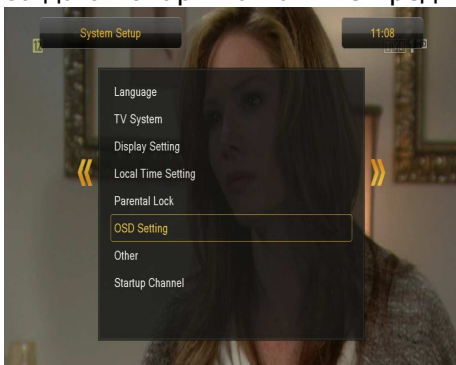 System Setup
11:08
Language
TV System
Display Setting
Local Time Setting
Parental Lock
OSD Setting
Other
Startup Channel